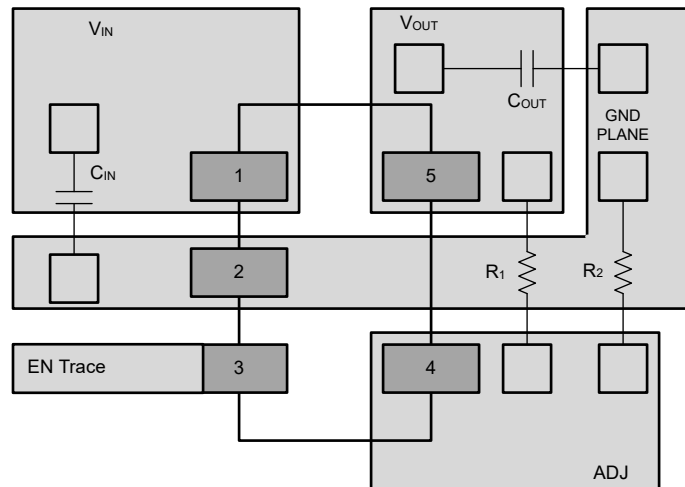 VIN
VOUT
COUT
GND
PLANE
CIN
1
5
2
R1
R2
EN Trace
3
4
ADJ